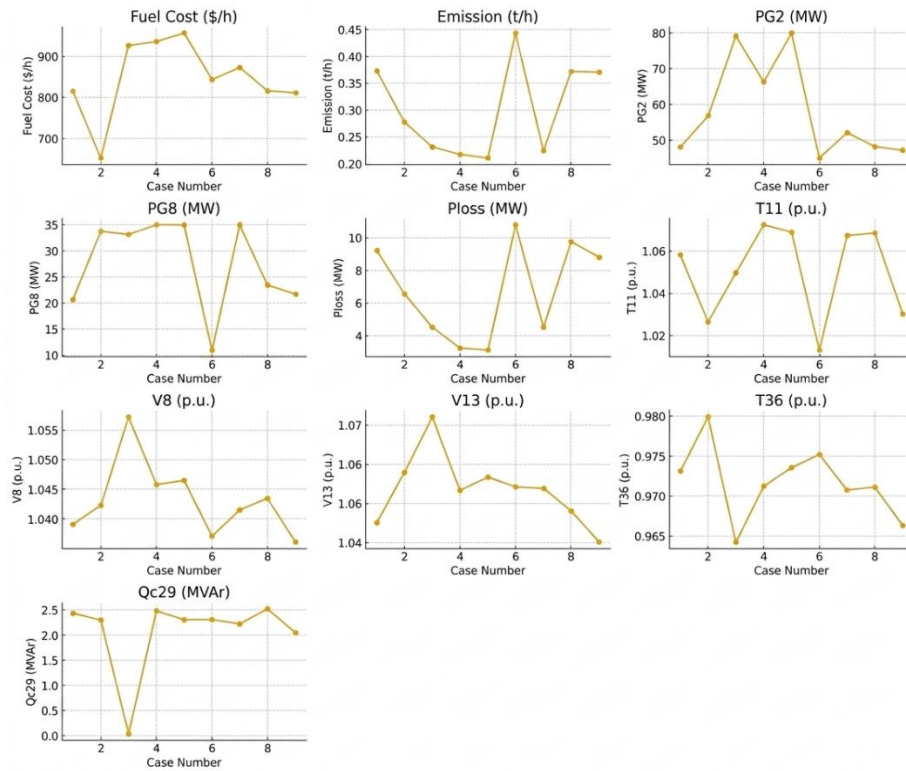 Fuel Cost ($/h)
Fuel Cost ($/h)
900
800
700
2 4 6 8
Case Number
Emission (t/h)
Emission (t/h)
0.45
0.40
0.35
0.30
0.25
0.20
2 4 6 8
Case Number
PG2 (MW)
PG2 (MW)
80
70
60
50
2 4 6 8
Case Number
PG8 (MW)
PG8 (MW)
35
30
25
20
15
10
2 4 6 8
Case Number
Ploss (MW)
Ploss (MW)
10
8
6
4
2 4 6 8
Case Number
T11 (p.u.)
T11 (p.u.)
1.06
1.04
1.02
2 4 6 8
Case Number
V8 (p.u.)
V8 (p.u.)
1.055
1.050
1.045
1.040
2 4 6 8
Case Number
V13 (p.u.)
V13 (p.u.)
1.07
1.06
1.06
1.04
2 4 6 8
Case Number
T36 (p.u.)
T36 (p.u.)
0.980
0.975
0.970
0.965
2 4 6 8
Case Number
Qc29 (MVAr)
Qc29 (MVAr)
2.5
2.0
1.5
1.0
0.5
0.0
2 4 6 8
Case Number